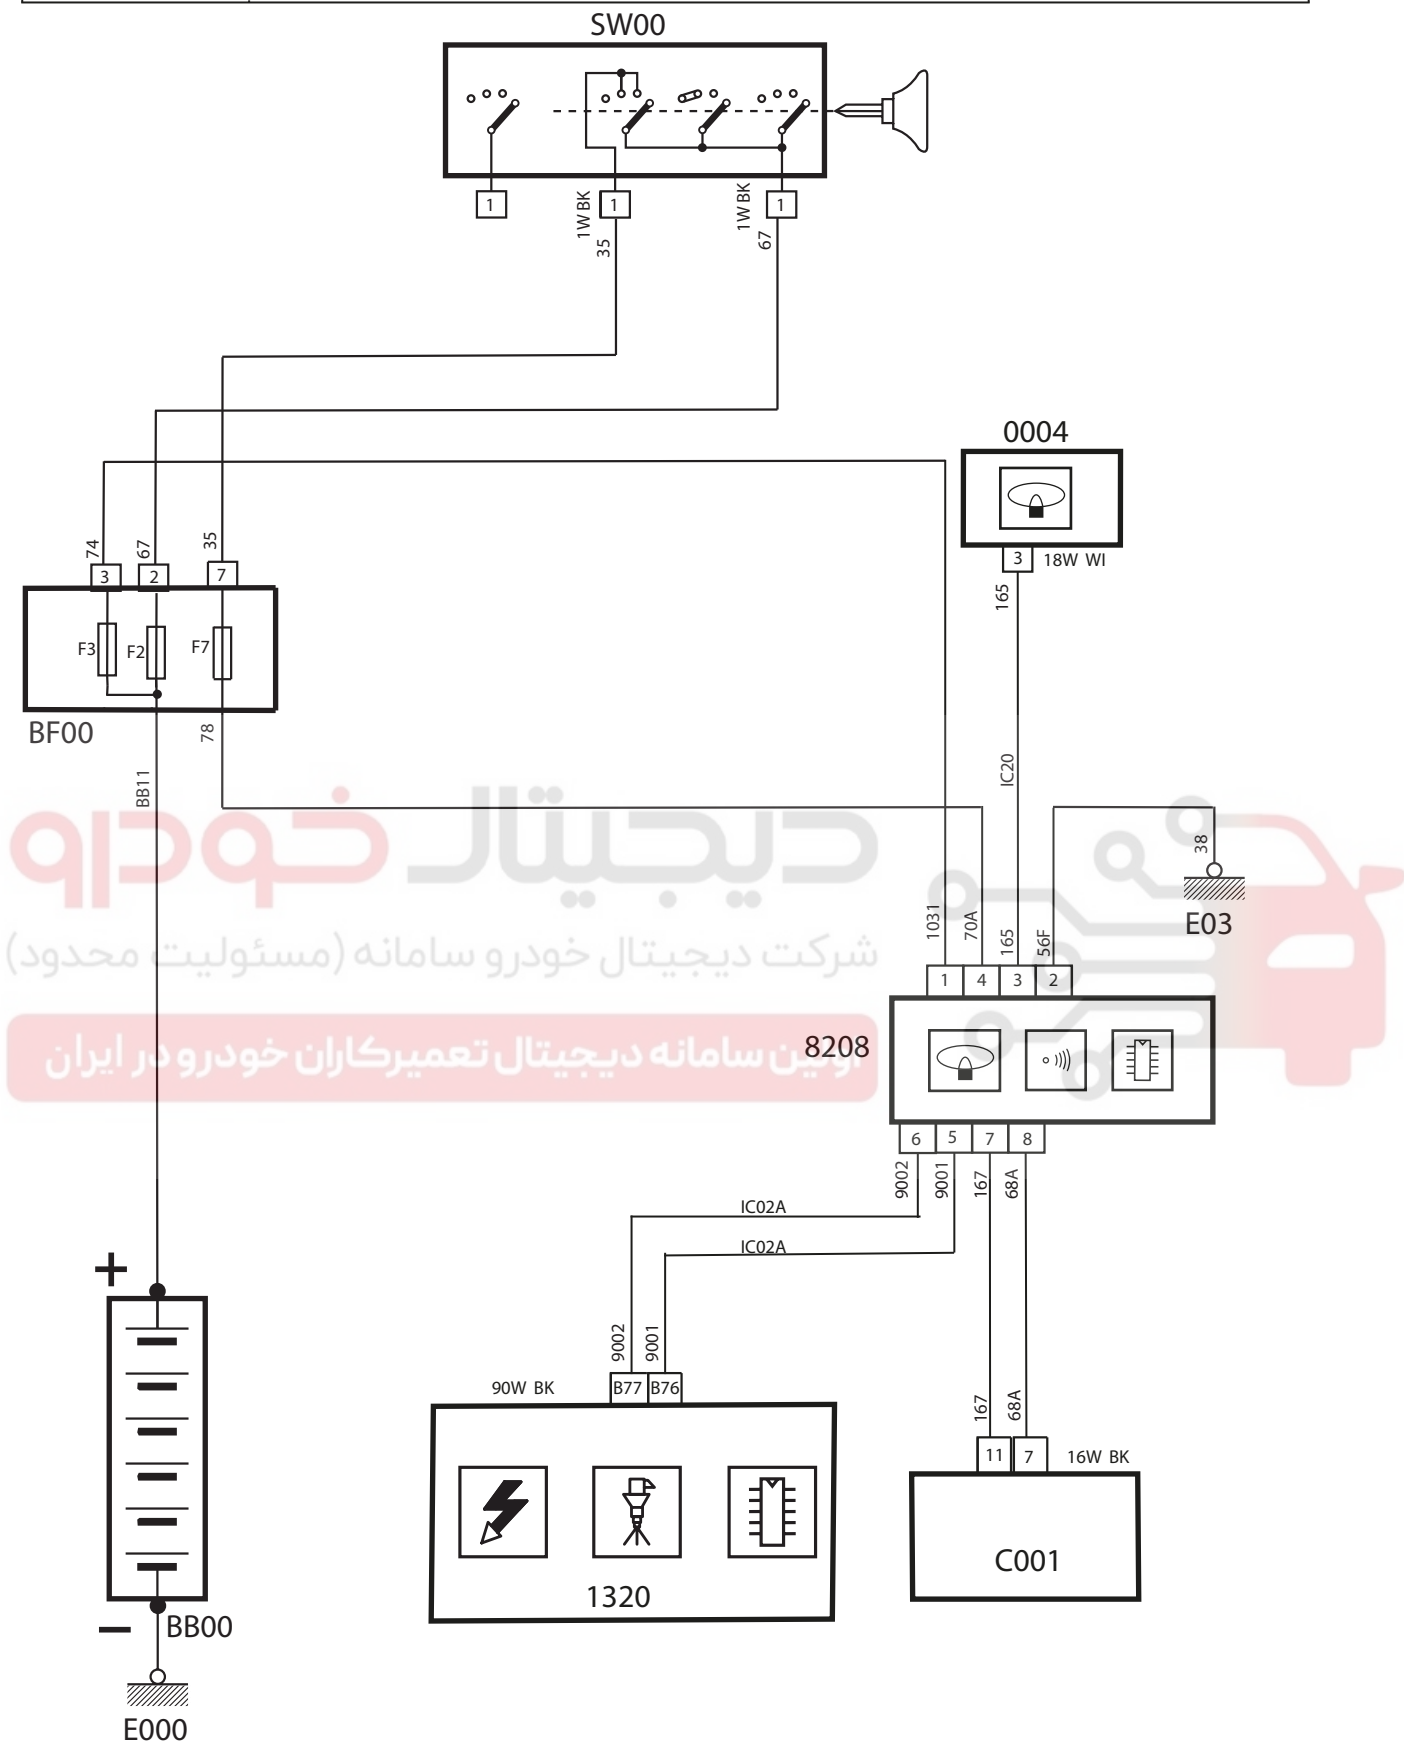 SW00
1
1
1
1W BK
35
1W BK
67
0004
3
18W WI
165
74
67
35
3
2
7
F3
F2
F7
BF00
78
BB11
IC20
38
E03
دیجیتال خودرو
شرکت دیجیتال خودرو سامانه (مسئولیت محدود)
اولین سامانه دیجیتال تعمیرکاران خودرو در ایران
1031
70A
165
56F
1
4
3
2
8208
6
5
7
8
9002
9001
167
68A
IC02A
IC02A
+
9002
9001
90W BK
B77
B76
167
68A
11
7
16W BK
1320
C001
–
BB00
E000